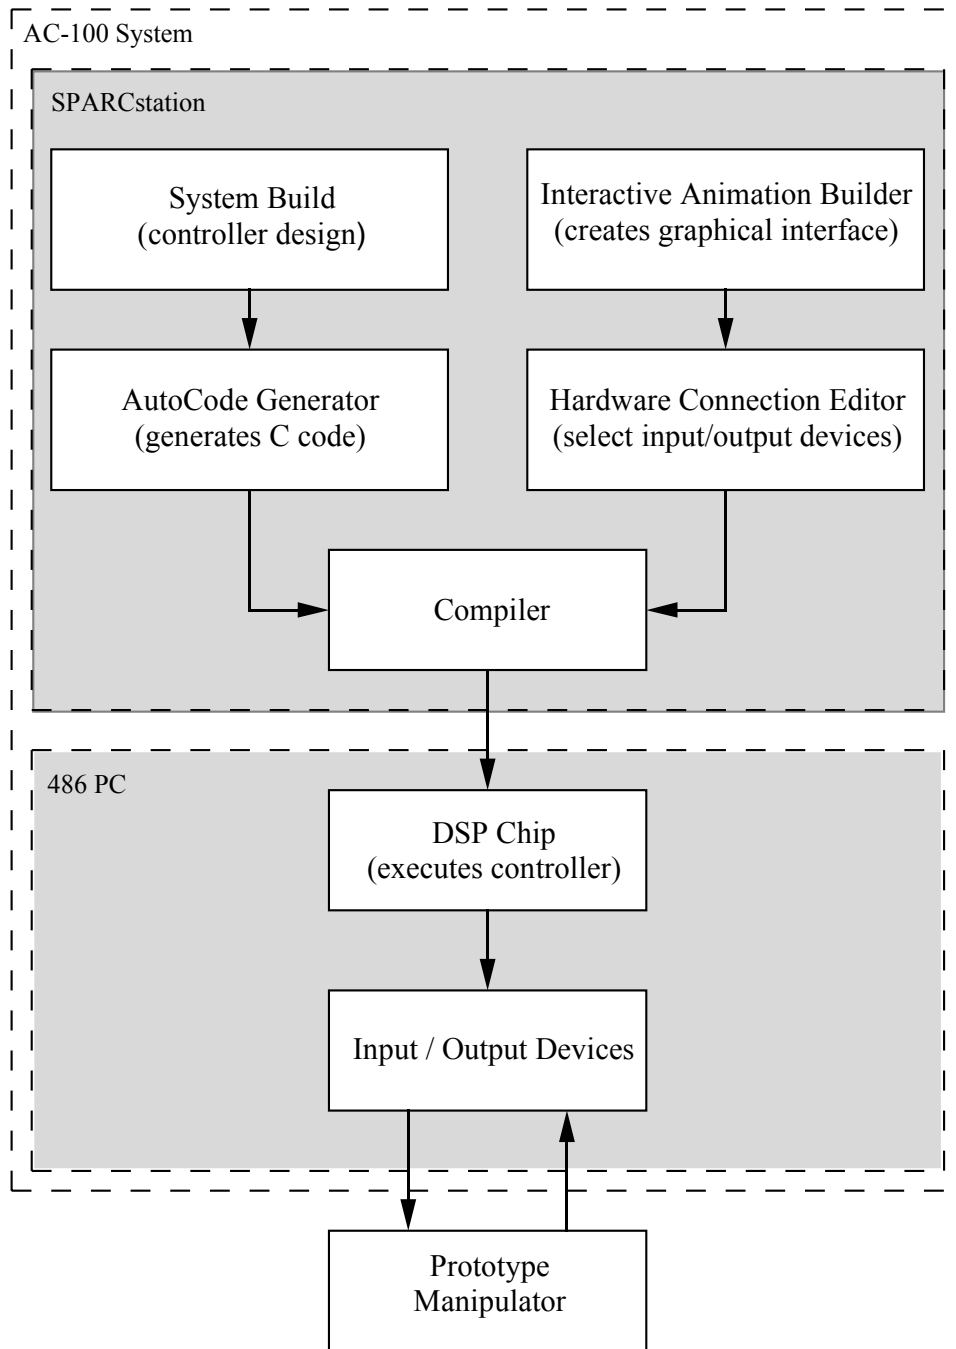 AC-100 System
SPARCstation
System Build
(controller design)
Interactive Animation Builder
(creates graphical interface)
AutoCode Generator
(generates C code)
Hardware Connection Editor
(select input/output devices)
Compiler
486 PC
DSP Chip
(executes controller)
Input / Output Devices
Prototype
Manipulator